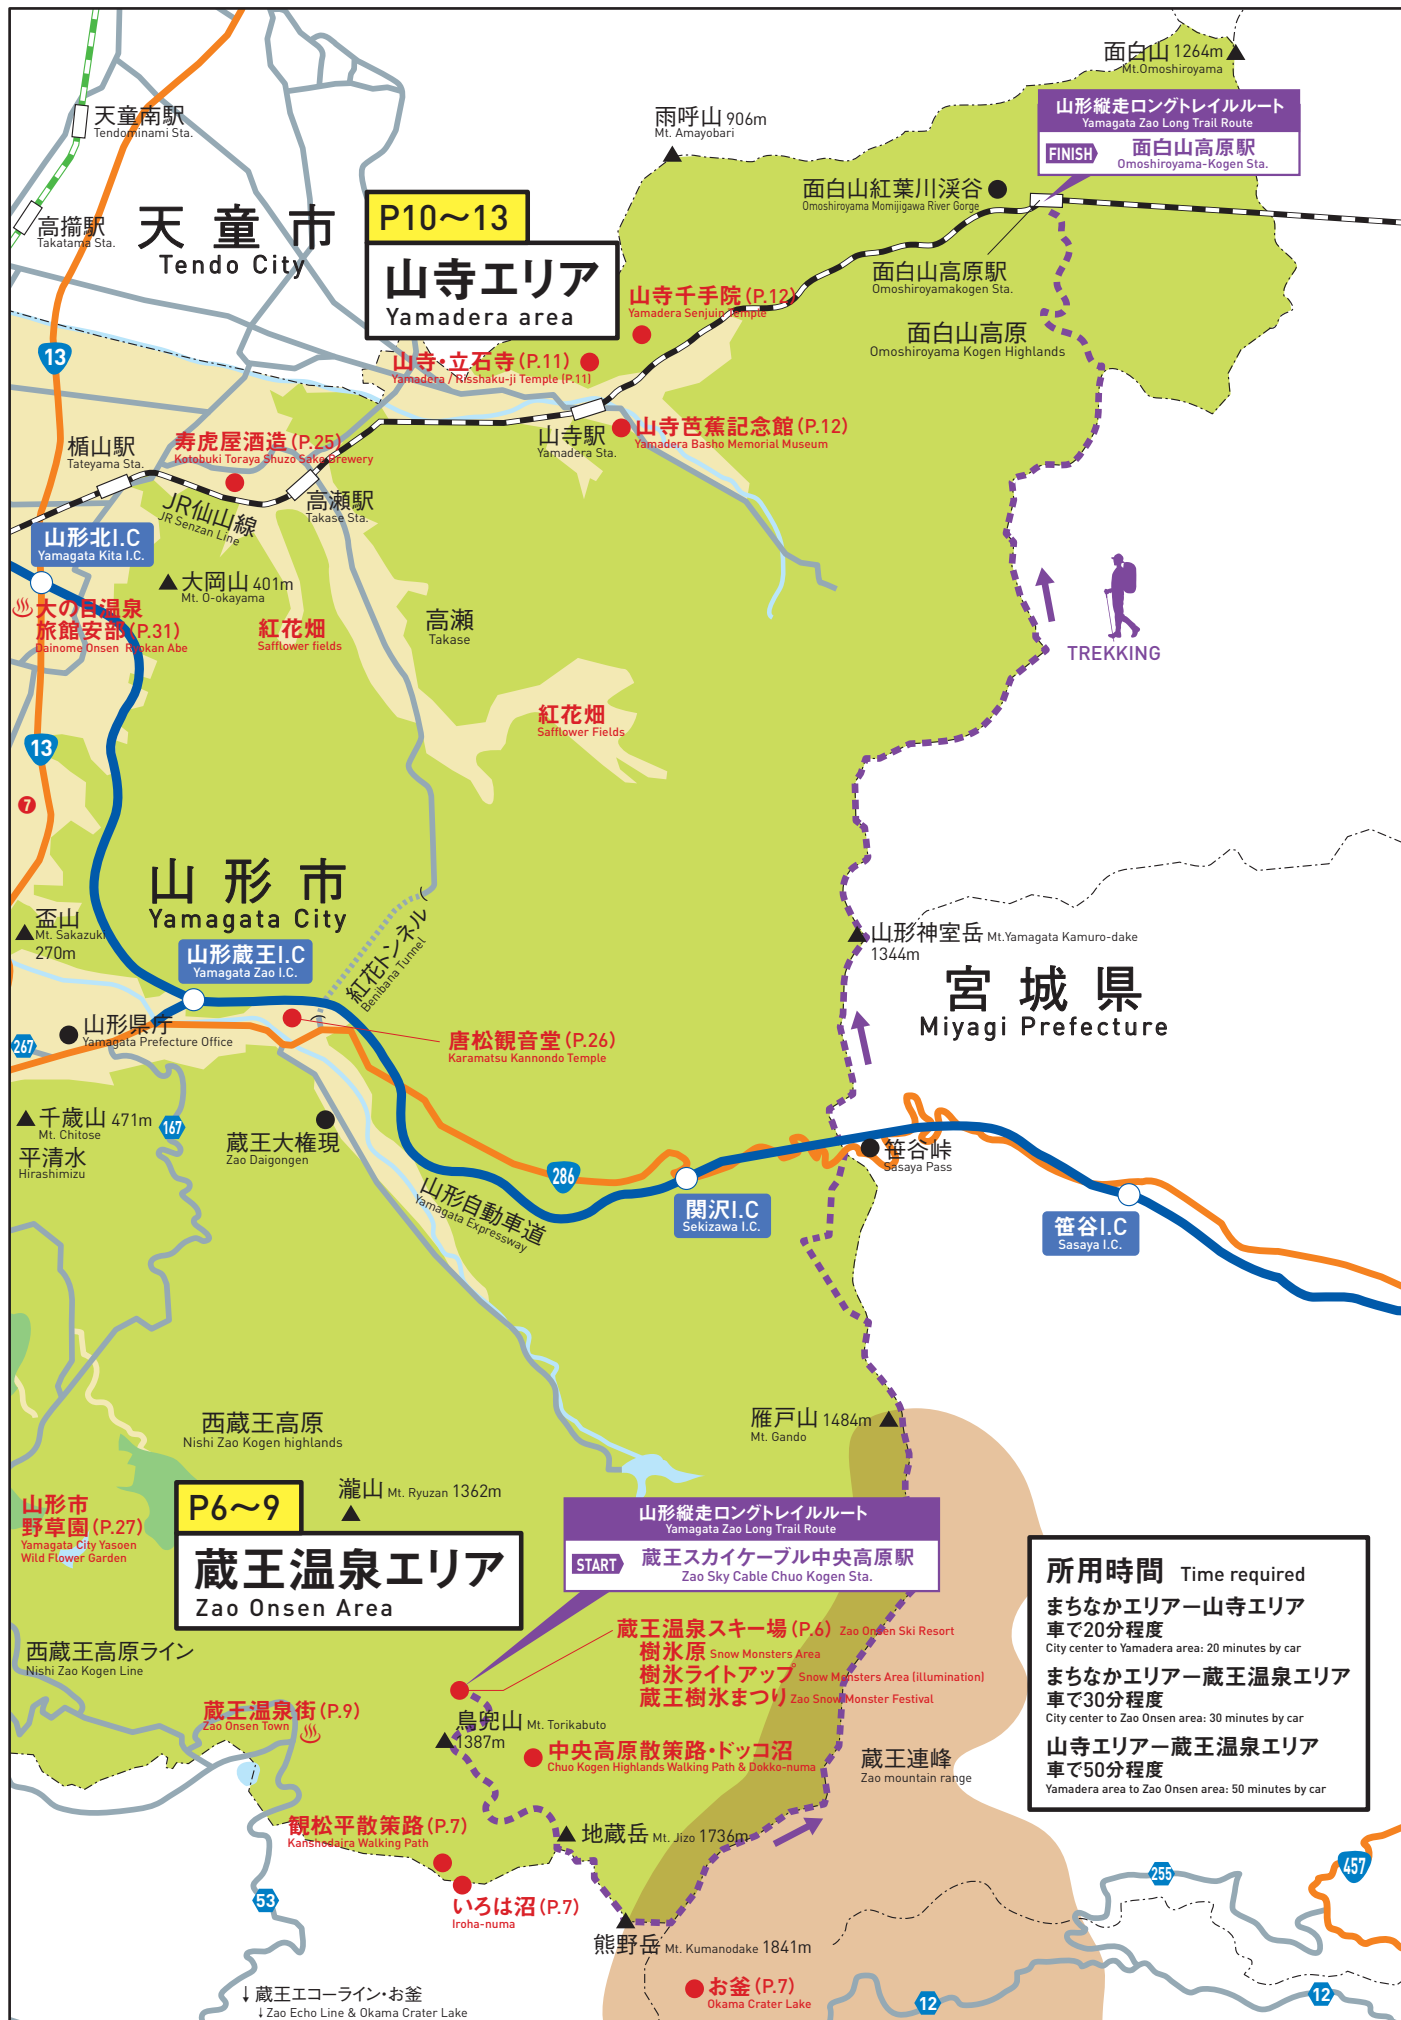 面白山 1264m
Mt.Omoshiroyama
山形縦走ロングトレイルルート
Yamagata Zao Long Trail Route
FINISH 面白山高原駅
Omoshiroyama-Kogen Sta.
天童南駅
Tendominami Sta.
雨呼山 906m
Mt. Amayobari
面白山紅葉川渓谷
Omoshiroyama Momijigawa River Gorge
高擶駅
Takatama Sta.
天童市
Tendo City
P10〜13
山寺エリア
Yamadera area
面白山高原駅
Omoshiroyamakogen Sta.
山寺千手院(P.12)
Yamadera Senjuin Temple
面白山高原
Omoshiroyama Kogen Highlands
13
山寺・立石寺(P.11)
Yamadera / Risshaku-ji Temple (P.11)
山寺駅
Yamadera Sta.
山寺芭蕉記念館(P.12)
Yamadera Basho Memorial Museum
楯山駅
Tateyama Sta.
寿虎屋酒造(P.25)
Kotobuki Toraya Shuzo Sake Brewery
JR仙山線
JR Senzan Line
高瀬駅
Takase Sta.
山形北I.C
Yamagata Kita I.C.
大岡山 401m
Mt. O-okayama
大の目温泉
旅館安部(P.31)
Dainome Onsen Ryokan Abe
紅花畑
Safflower fields
高瀬
Takase
TREKKING
紅花畑
Safflower Fields
13
7
山形市
Yamagata City
盃山
Mt. Sakazuki
270m
山形蔵王I.C
Yamagata Zao I.C.
紅花トンネル
Benibana Tunnel
山形神室岳 Mt.Yamagata Kamuro-dake
1344m
宮城県
Miyagi Prefecture
山形県庁
Yamagata Prefecture Office
267
唐松観音堂(P.26)
Karamatsu Kannondo Temple
千歳山 471m
Mt. Chitose
167
平清水
Hirashimizu
蔵王大権現
Zao Daigongen
286
山形自動車道
Yamagata Expressway
笹谷峠
Sasaya Pass
関沢I.C
Sekizawa I.C.
笹谷I.C
Sasaya I.C.
西蔵王高原
Nishi Zao Kogen highlands
雁戸山 1484m
Mt. Gando
山形市
野草園(P.27)
Yamagata City Yasoen
Wild Flower Garden
P6〜9
蔵王温泉エリア
Zao Onsen Area
瀧山 Mt. Ryuzan 1362m
山形縦走ロングトレイルルート
Yamagata Zao Long Trail Route
START 蔵王スカイケーブル中央高原駅
Zao Sky Cable Chuo Kogen Sta.
所用時間 Time required
まちなかエリアー山寺エリア
車で20分程度
City center to Yamadera area: 20 minutes by car
まちなかエリアー蔵王温泉エリア
車で30分程度
City center to Zao Onsen area: 30 minutes by car
山寺エリアー蔵王温泉エリア
車で50分程度
Yamadera area to Zao Onsen area: 50 minutes by car
蔵王温泉スキー場(P.6) Zao Onsen Ski Resort
樹氷原 Snow Monsters Area
樹氷ライトアップ Snow Monsters Area (illumination)
蔵王樹氷まつり Zao Snow Monster Festival
西蔵王高原ライン
Nishi Zao Kogen Line
蔵王温泉街(P.9)
Zao Onsen Town
鳥兜山 Mt. Torikabuto
1387m
中央高原散策路・ドッコ沼
Chuo Kogen Highlands Walking Path & Dokko-numa
蔵王連峰
Zao mountain range
観松平散策路(P.7)
Kanshodaira Walking Path
地蔵岳 Mt. Jizo 1736m
いろは沼(P.7)
Iroha-numa
53
255
457
熊野岳 Mt. Kumanodake 1841m
お釜(P.7)
Okama Crater Lake
12
12
↓蔵王エコーライン・お釜
↓Zao Echo Line & Okama Crater Lake